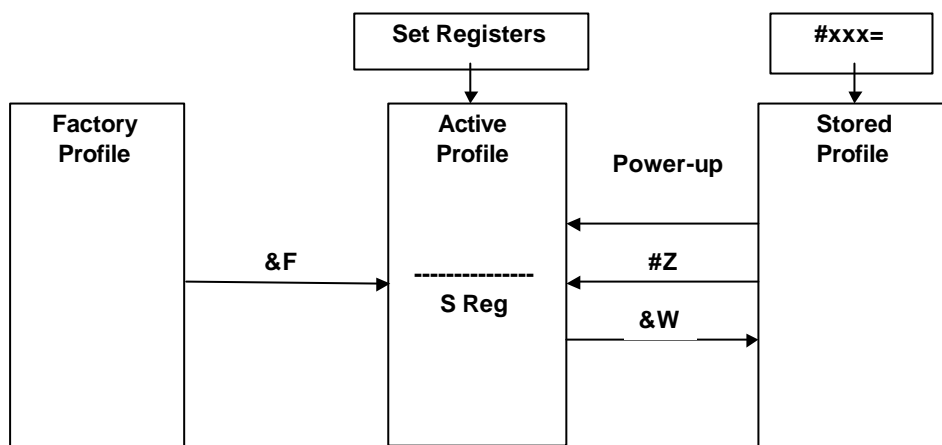 Set Registers
#xxx=
Factory
Profile
Active
Profile
Stored
Profile
Power-up
&F
#Z
---------------
S Reg
&W